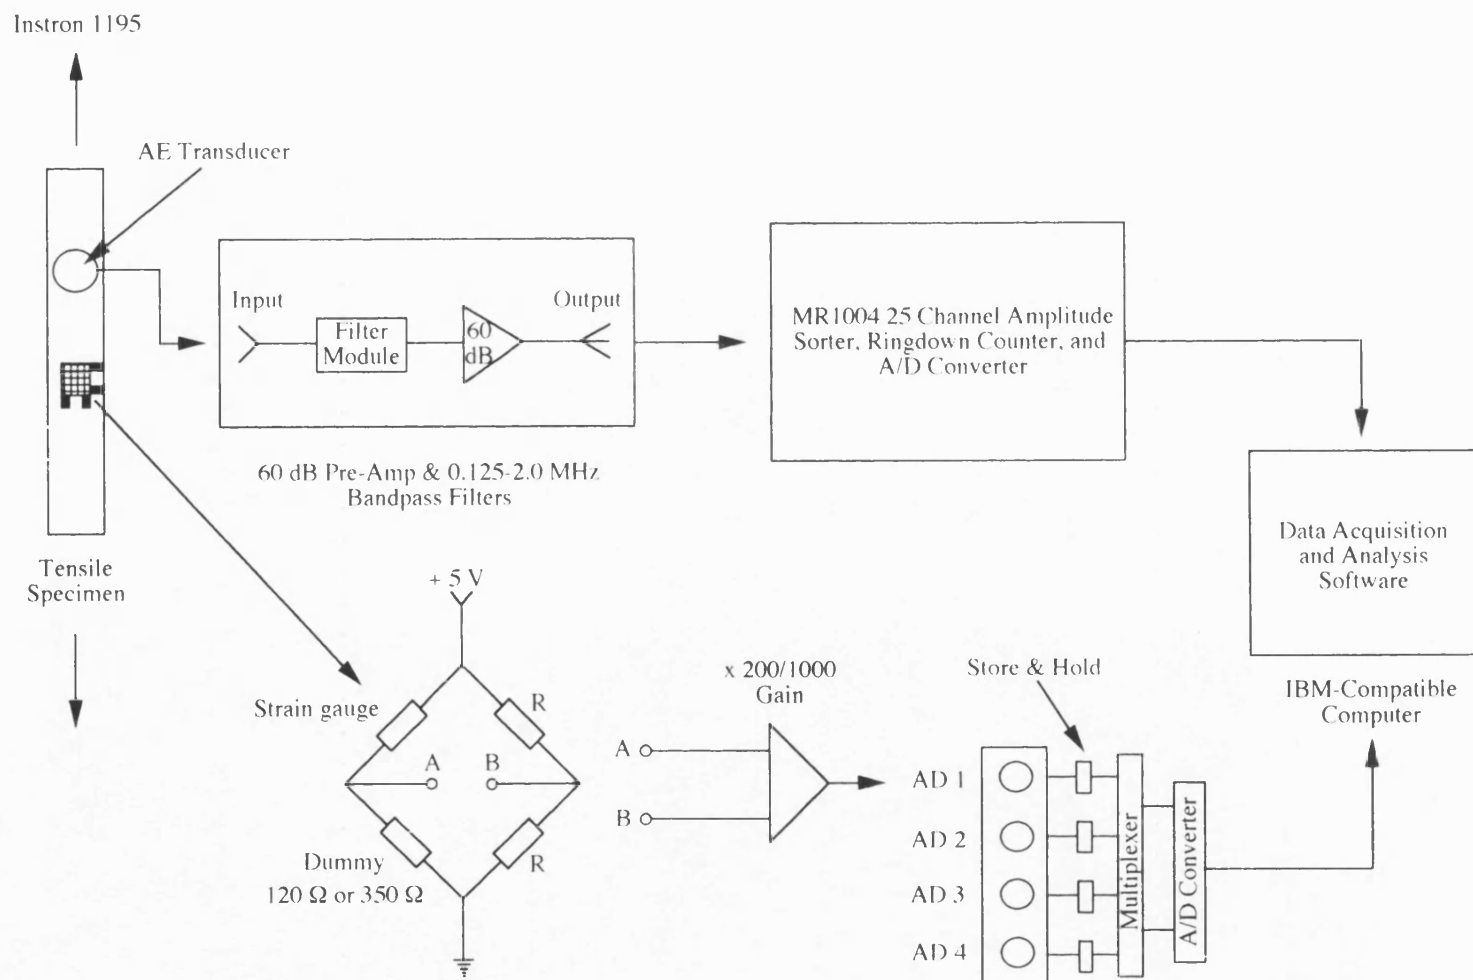 Instron 1195
AE Transducer
Input
Filter
Module
60
dB
Output
60 dB Pre-Amp & 0.125-2.0 MHz
Bandpass Filters
MR1004 25 Channel Amplitude
Sorter, Ringdown Counter, and
A/D Converter
Data Acquisition
and Analysis
Software
IBM-Compatible
Computer
Tensile
Specimen
+ 5 V
Strain gauge
R
A
B
Dummy
120 Ω or 350 Ω
R
x 200/1000
Gain
A
B
Store & Hold
AD 1
AD 2
AD 3
AD 4
Multiplexer
A/D Converter